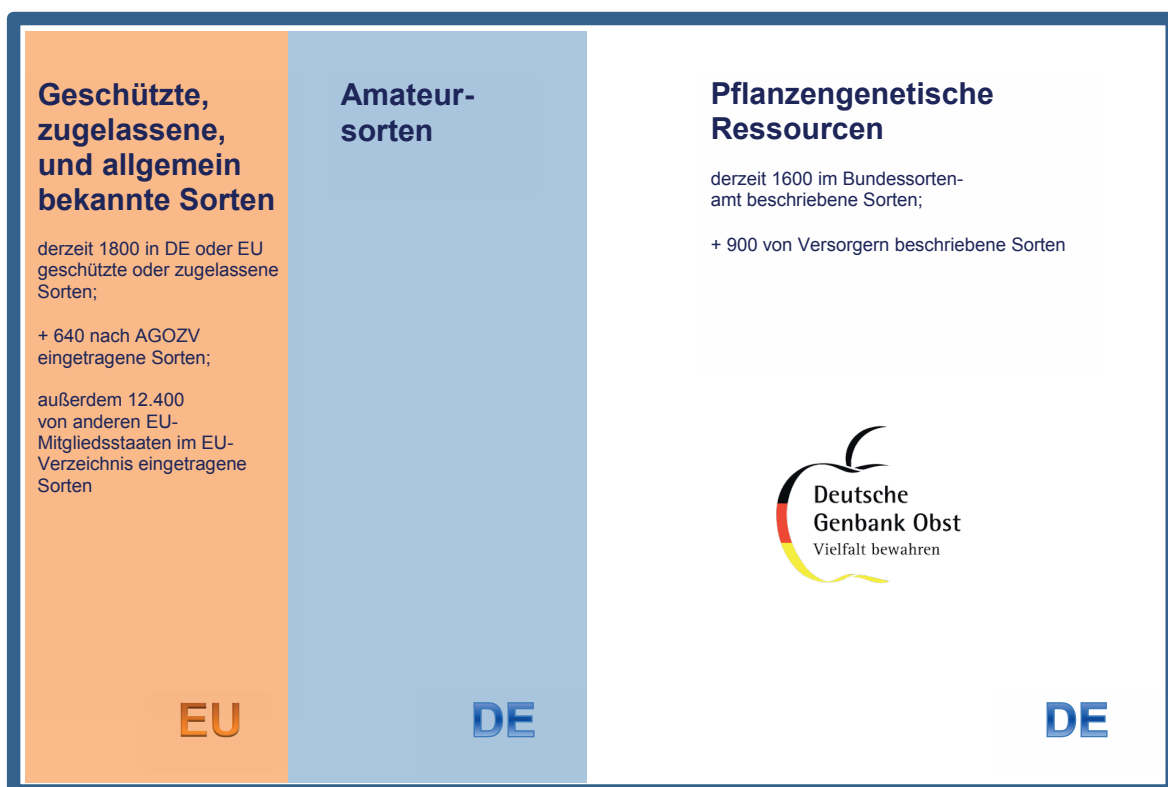 Geschützte,
zugelassene,
und allgemein
bekannte Sorten
derzeit 1800 in DE oder EU
geschützte oder zugelassene
Sorten;
+ 640 nach AGOZV
eingetragene Sorten;
außerdem 12.400
von anderen EU-
Mitgliedsstaaten im EU-
Verzeichnis eingetragene
Sorten
EU
Amateur-
sorten
DE
Pflanzengenetische
Ressourcen
derzeit 1600 im Bundessorten-
amt beschriebene Sorten;
+ 900 von Versorgern beschriebene Sorten
Deutsche
Genbank Obst
Vielfalt bewahren
DE